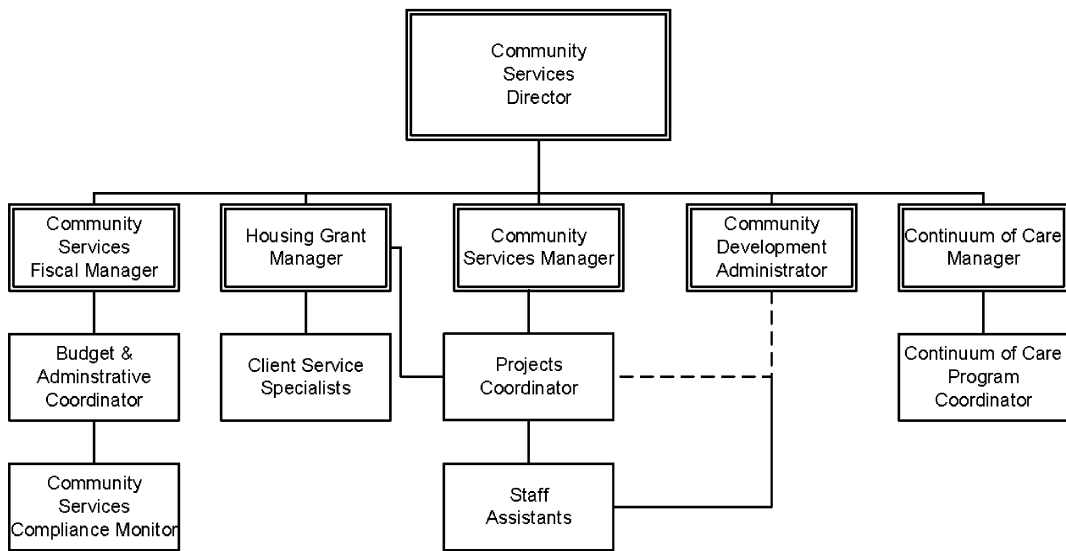 Community
Services
Director
Community
Services
Fiscal Manager
Housing Grant
Manager
Community
Services Manager
Community
Development
Administrator
Continuum of Care
Manager
Budget &
Adminstrative
Coordinator
Client Service
Specialists
Projects
Coordinator
Continuum of Care
Program
Coordinator
Community
Services
Compliance Monitor
Staff
Assistants